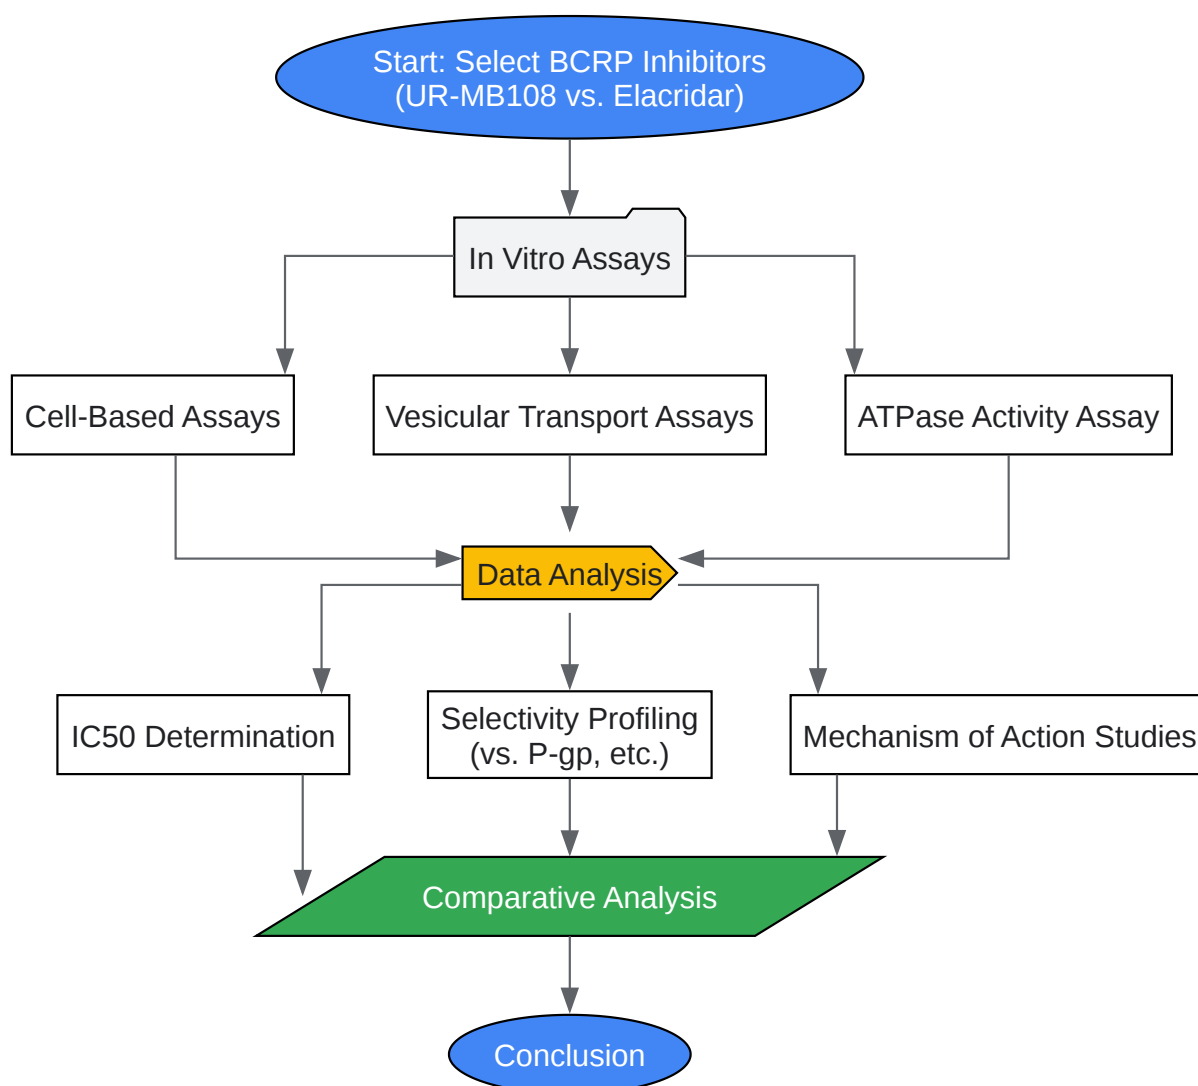 Start: Select BCRP Inhibitors
(UR-MB108 vs. Elacridar)
In Vitro Assays
Cell-Based Assays
Vesicular Transport Assays
ATPase Activity Assay
Data Analysis
IC50 Determination
Selectivity Profiling
(vs. P-gp, etc.)
Mechanism of Action Studies
Comparative Analysis
Conclusion